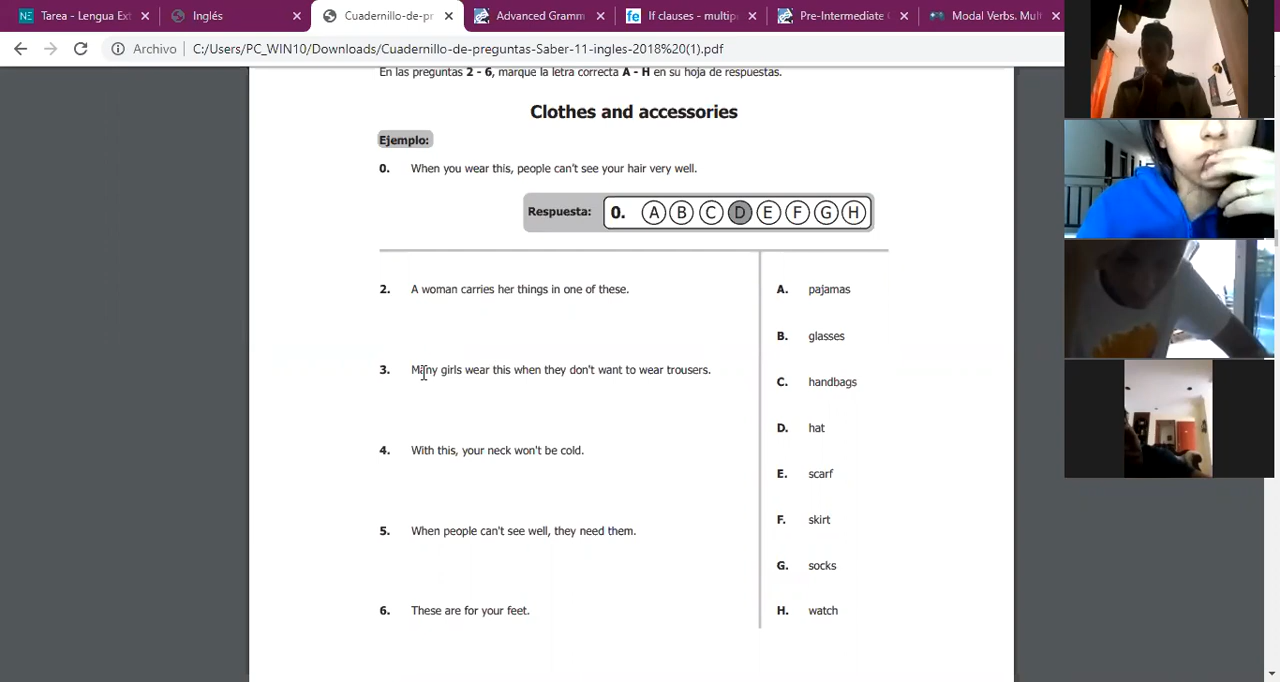 Tarea - Lengua Ext
Inglés
Cuadernillo-de-pr
Advanced Gramm
If clauses - multip
Pre-Intermediate
Modal Verbs. Mul
Archivo C:/Users/PC_WIN10/Downloads/Cuadernillo-de-preguntas-Saber-11-ingles-2018%20(1).pdf
En las preguntas 2 - 6, marque la letra correcta A - H en su hoja de respuestas.
Clothes and accessories
Ejemplo:
0. When you wear this, people can't see your hair very well.
Respuesta: 0. A B C D E F G H
2. A woman carries her things in one of these.
3. Many girls wear this when they don't want to wear trousers.
4. With this, your neck won't be cold.
5. When people can't see well, they need them.
6. These are for your feet.
A. pajamas
B. glasses
C. handbags
D. hat
E. scarf
F. skirt
G. socks
H. watch